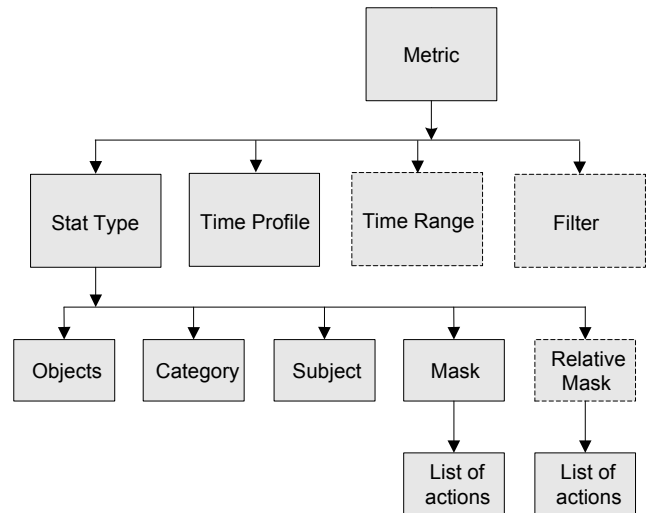 Metric
Stat Type
Time Profile
Time Range
Filter
Objects
Category
Subject
Mask
Relative
Mask
List of
actions
List of
actions